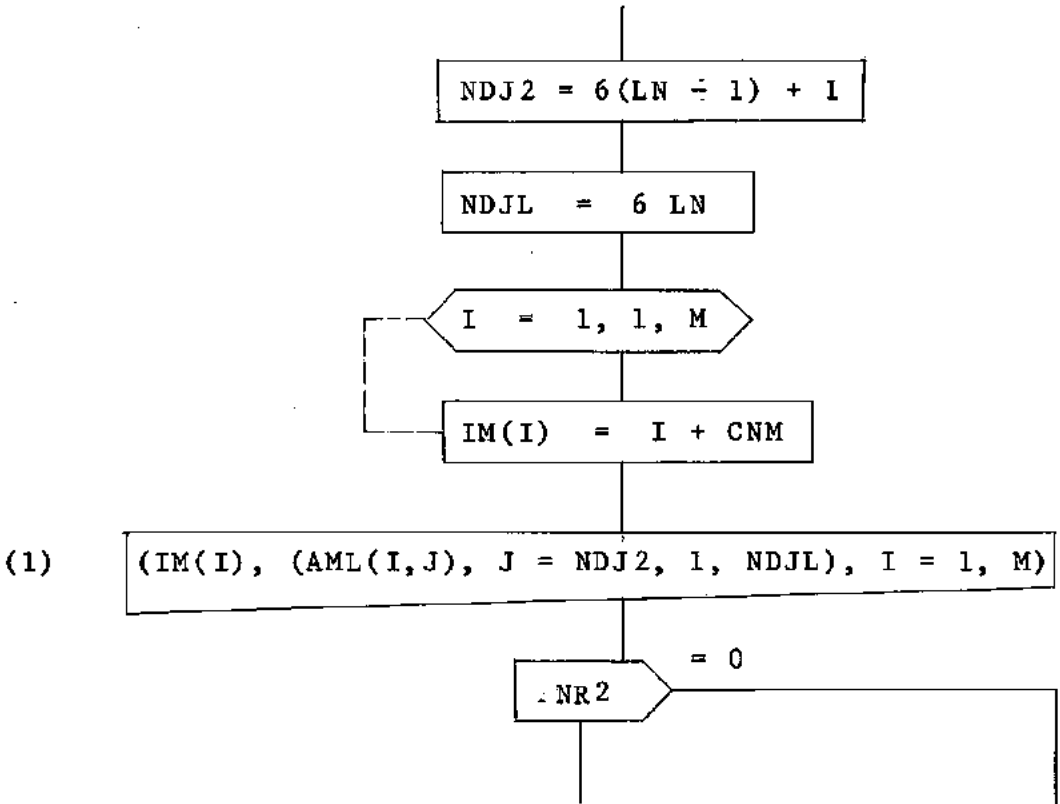 NDJ2 = 6(LN - 1) + I
NDJL = 6 LN
I = 1, 1, M
IM(I) = I + CNM
(1) (IM(I), (AML(I,J), J = NDJ2, 1, NDJL), I = 1, M)
= 0
NR2